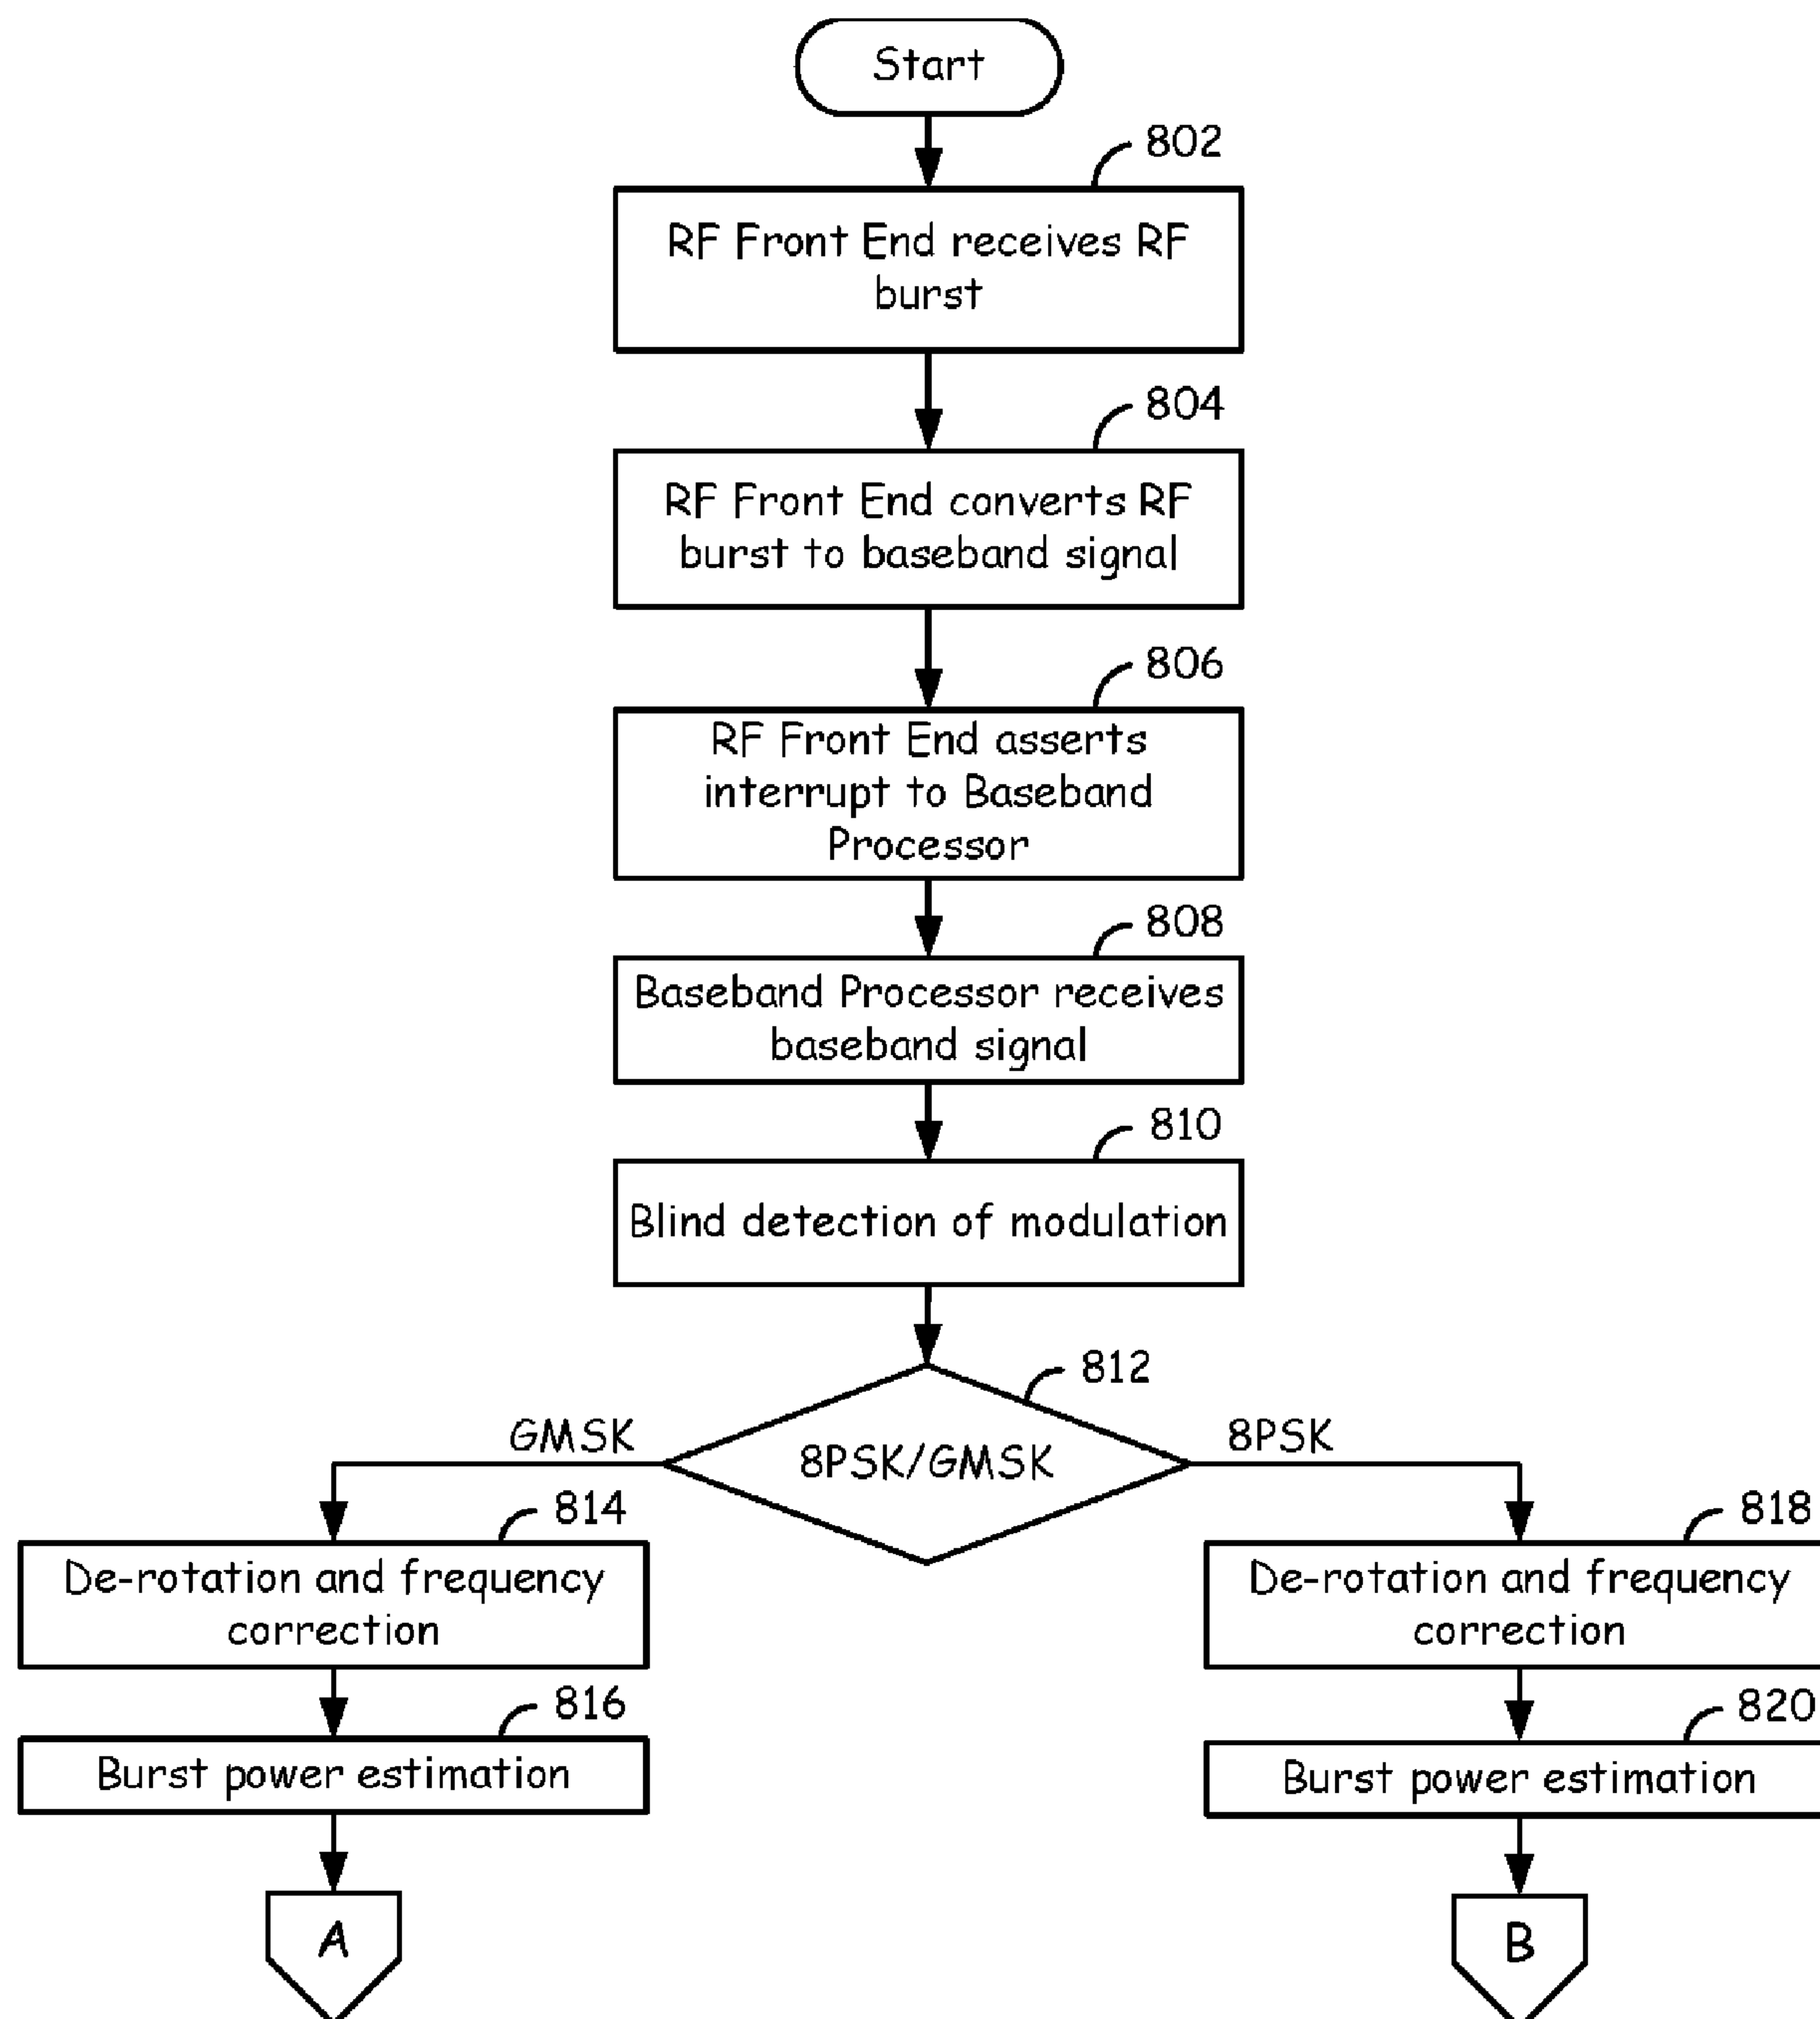 Start
802
RF Front End receives RF
burst
804
RF Front End converts RF
burst to baseband signal
806
RF Front End asserts
interrupt to Baseband
Processor
808
Baseband Processor receives
baseband signal
810
Blind detection of modulation
812
GMSK
8PSK/GMSK
8PSK
814
De-rotation and frequency
correction
816
Burst power estimation
A
818
De-rotation and frequency
correction
820
Burst power estimation
B